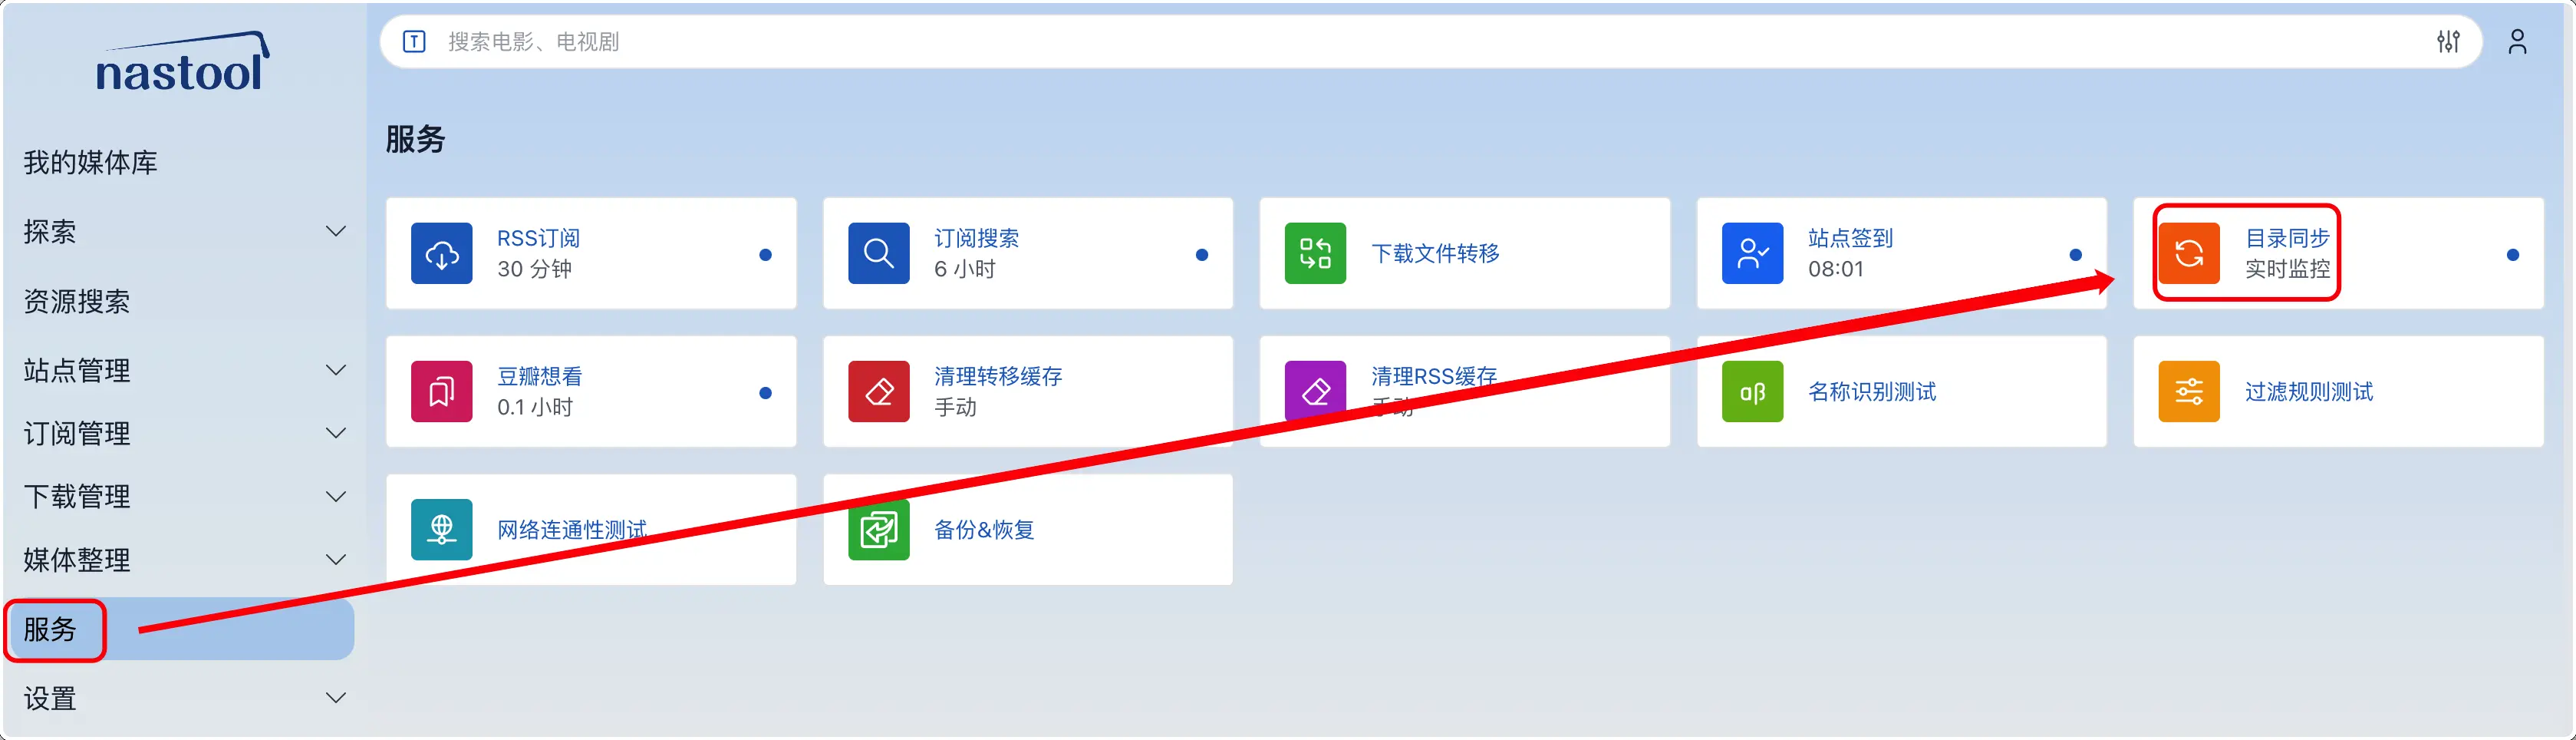 nastool
T
搜索电影、电视剧
我的媒体库
探索
资源搜索
站点管理
订阅管理
下载管理
媒体整理
服务
设置
服务
RSS订阅
30 分钟
订阅搜索
6 小时
下载文件转移
站点签到
08:01
目录同步
实时监控
豆瓣想看
0.1 小时
清理转移缓存
手动
清理RSS缓存
手动
αβ
名称识别测试
过滤规则测试
网络连通性测试
备份&恢复